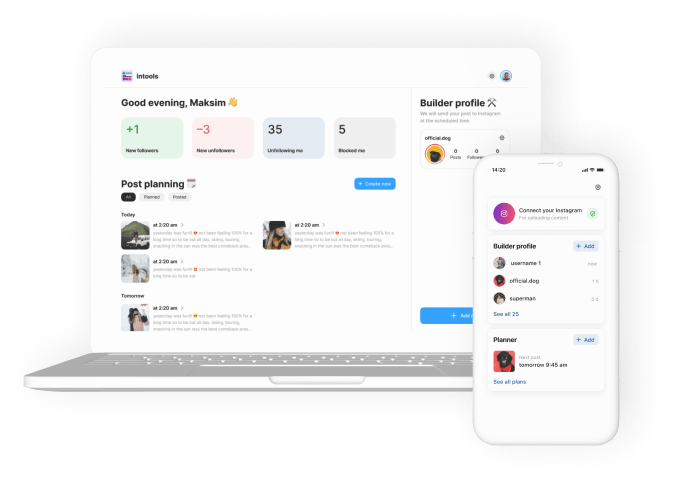 Intools
Good evening, Maksim 👋
+1
New followers
−3
New unfollowers
35
Unfollowing me
5
Blocked me
Post planning
+ Create new
All
Planned
Posted
Today
at 2:20 am >
yesterday was fun!! 😍 not been feeling 100% for a
long time so to be out all day, skiing, touring,
snacking in the sun was the best comeback area...
at 2:20 am >
yesterday was fun!! 😍 not been feeling 100% for a
long time so to be out all day, skiing, touring,
snacking in the sun was the best comeback area...
at 2:20 am >
yesterday was fun!! 😍 not been feeling 100% for a
long time so to be out
Tomorrow
at 2:20 am >
yesterday was fun!! 😍 not been feeling 100% for a
long time so to be out all day, skiing, touring,
snacking in the sun was the best comeback area...
Builder profile ⚒
We will send your post to Instagram
at the scheduled time
official.dog
0
Posts
0
0
+ Add
14:20
Connect your Instagram
For uploading content
Builder profile
+ Add
username 1
now
official.dog
1 h
superman
2 d
See all 25
Planner
+ Add
Next post
tomorrow 9:45 am
See all plans